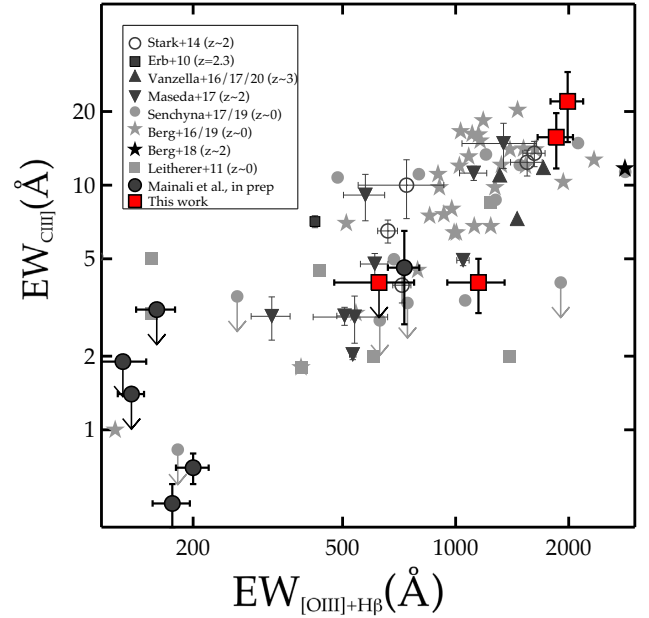 Stark+14 (z~2)
Erb+10 (z=2.3)
Vanzella+16/17/20 (z~3)
Maseda+17 (z~2)
Senchyna+17/19 (z~0)
Berg+16/19 (z~0)
Berg+18 (z~2)
Leitherer+11 (z~0)
Mainali et al., in prep
This work
20
10
5
2
1
EWCIII](Å)
200 500 1000 2000
EW[OIII]+Hβ(Å)